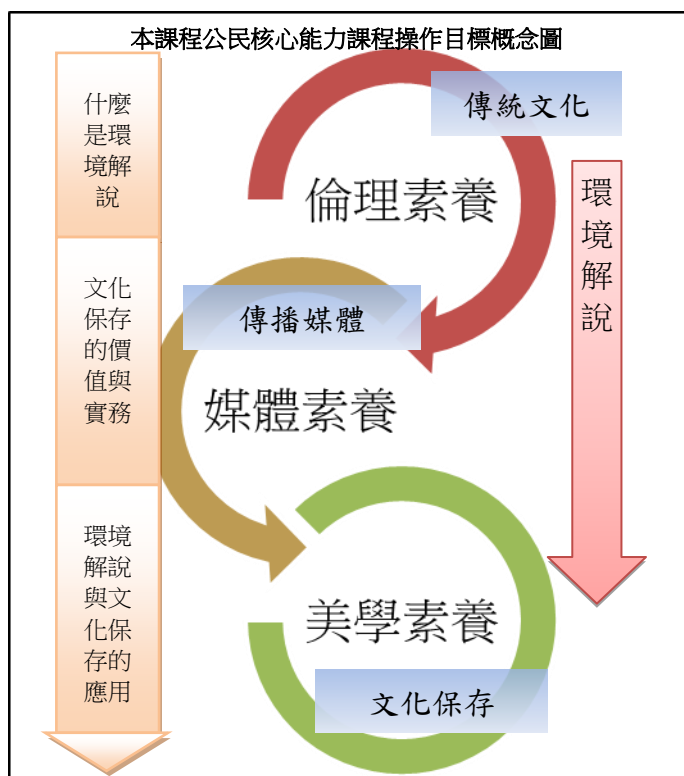 本課程公民核心能力課程操作目標概念圖
什麼
是環
境解
說
文化
保存
的價
值與
實務
環境
解說
與文
化保
存的
應用
傳統文化
倫理素養
傳播媒體
媒體素養
美學素養
文化保存
環
境
解
說